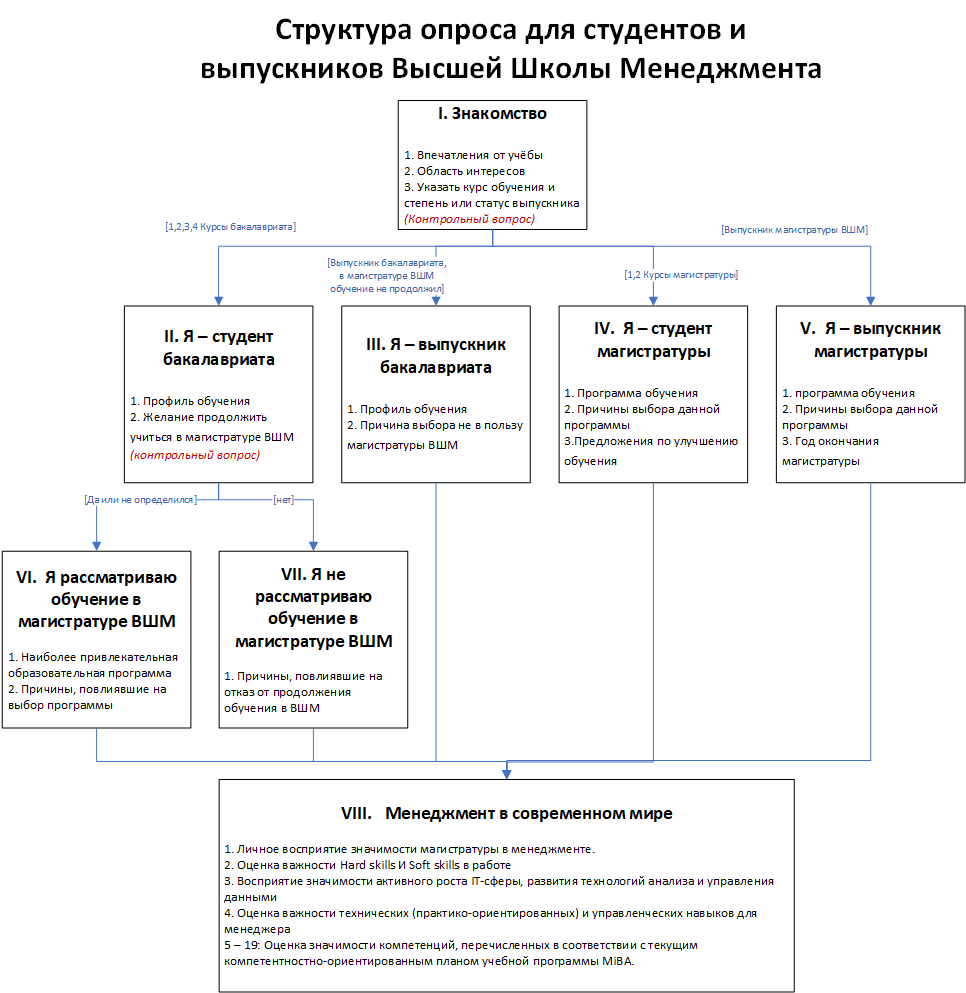 Структура опроса для студентов и
выпускников Высшей Школы Менеджмента
I. Знакомство
1. Впечатления от учёбы
2. Область интересов
3. Указать курс обучения и
степень или статус выпускника
(Контрольный вопрос)
[1,2,3,4 Курсы бакалавриата]
[Выпускник бакалавриата,
в магистратуре ВШМ
обучение не продолжил]
[1,2 Курсы магистратуры]
[Выпускник магистратуры ВШМ]
II. Я – студент
бакалавриата
1. Профиль обучения
2. Желание продолжить
учиться в магистратуре ВШМ
(контрольный вопрос)
III. Я – выпускник
бакалавриата
1. Профиль обучения
2. Причина выбора не в пользу
магистратуры ВШМ
IV. Я – студент
магистратуры
1. Программа обучения
2. Причины выбора данной
программы
3.Предложения по улучшению
обучения
V. Я – выпускник
магистратуры
1. программа обучения
2. Причины выбора данной
программы
3. Год окончания
магистратуры
[Да или не определился]
[нет]
VI. Я рассматриваю
обучение в
магистратуре ВШМ
1. Наиболее привлекательная
образовательная программа
2. Причины, повлиявшие на
выбор программы
VII. Я не
рассматриваю
обучение в
магистратуре ВШМ
1. Причины, повлиявшие на
отказ от продолжения
обучения в ВШМ
VIII. Менеджмент в современном мире
1. Личное восприятие значимости магистратуры в менеджменте.
2. Оценка важности Hard skills И Soft skills в работе
3. Восприятие значимости активного роста IT-сферы, развития технологий анализа и управления
данными
4. Оценка важности технических (практико-ориентированных) и управленческих навыков для
менеджера
5 – 19: Оценка значимости компетенций, перечисленных в соответствии с текущим
компетентностно-ориентированным планом учебной программы MiBA.